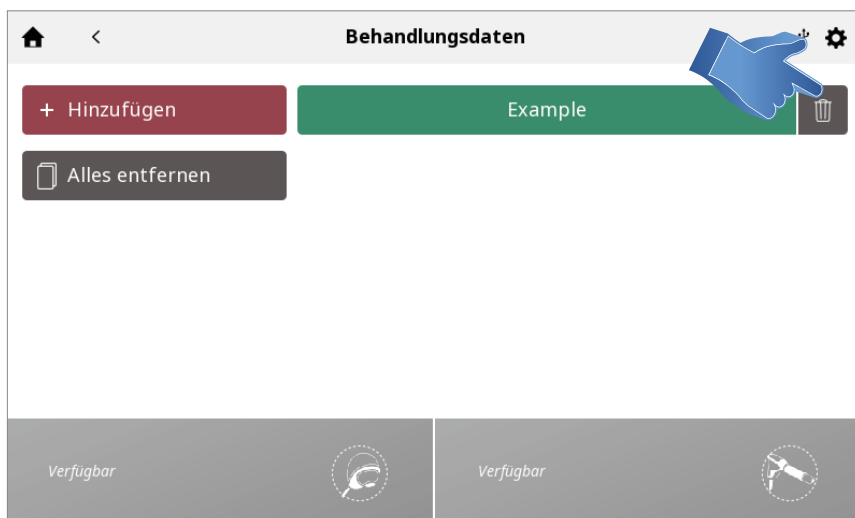 Behandlungsdaten
+ Hinzufügen
Example
Alles entfernen
Verfügbar
Verfügbar